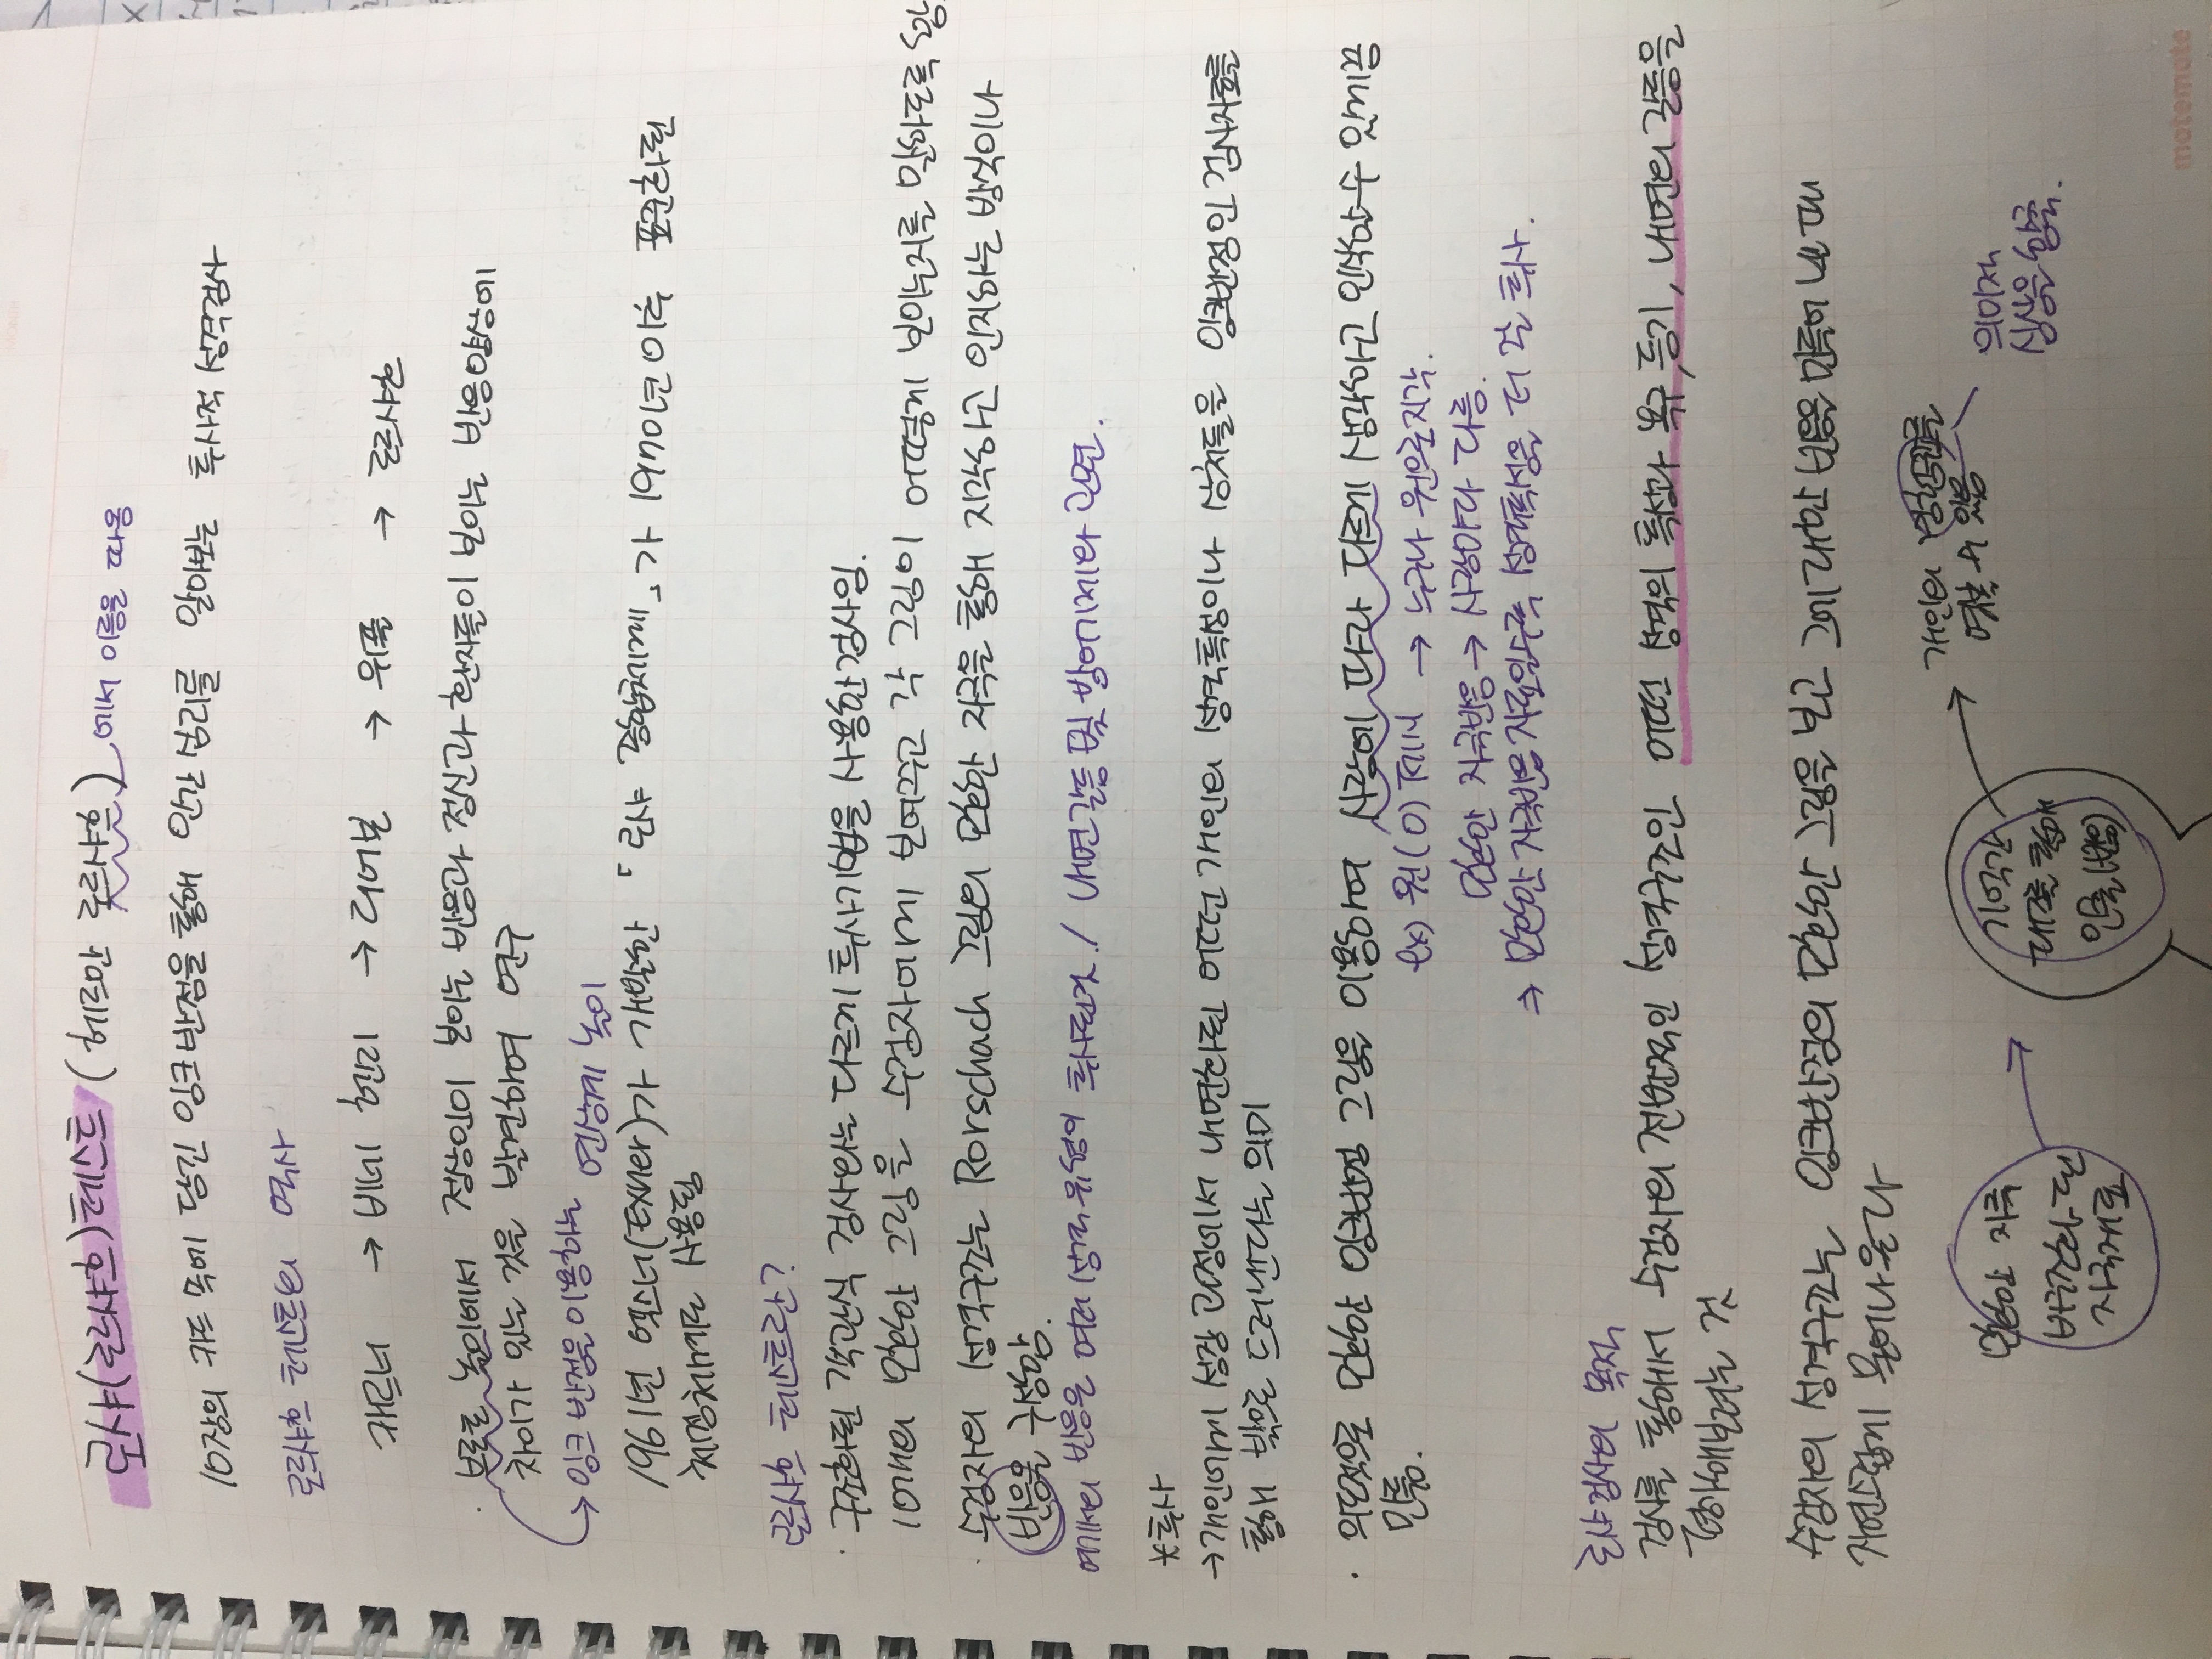 로샤(로르샤흐)테스트 (헤르만 로르샤흐)에서 이름을 따옴
10장의 카드 속에 담긴 잉크반점을 통해 인간 심리를 알아보는 투사적 성격검사
로르샤흐 테스트의 역사
캐르너 → 비네 헨리 → 디어본 → 위플 → 로르샤흐
· 브로토 놀이에서 정상인이 보이는 반응과 정신과 환자들이 보이는 반응양상에
차이가 있는 것을 발견하여 연구
→ 잉크 반점을 이용하는 연상계 놀이
1961년 엑스너(Exner)가 개발한 「로샤 종합체계」가 1970년 이후 표준화된
채점체계로 사용됨
로르샤흐 테스트란?
· 구조화된 객관식 검사와는 다르게 투사기법을 사용한 검사임.
10개의 모호한 그림을 수검자에게 보여주고 각 그림이 어떻게 보이는지를 말하도록 함.
· 수검자의 성격구조는 Rorschach 그림의 모호한 자극을 통해 지각하고 인지하는 방식이나
반응을 구성함.
여기서의 반응은 여러 성격 유형이 투사된것 / 내면갈등 및 방어기제와 관련.
*투사
→ 개인에게 성장 과정에서 내면화된 어떤 개인의 성격특성이나 상처들을 잉크반점인 검사자료를
통해 밖으로 드러낸다는 의미
· 의도적으로 모호한 잉크반점 그림을 이용하여 사람에 따라 다르게 생각하고 인식할 수 있게끔
만듦.
ex) 원(O) 제시 → 누구나 원으로 지각.
모호한 자극반응 → 사람마다 다름.
⇒ 모호한 자극반응 자료일수록 성격특성을 더 잘 투사.
로샤 검사의 목적
검사를 통해서 수검자의 전반적인 성격구조인 어떤 성격의 특성과 욕구, 동기, 내면의 갈등을
평가해보려는 것
수검자의 성격구조는 잉크반점의 모호한 그림을 보고 그에 대한 반응을 만들어 낼 때
자연스럽게 묻어나온다
개인의 를
엿볼 수 있음
의미적
상상을 함축.
모호한 자극
비구조화 된
자극재료
기억간
대조를 통해
인출(반응)
motemote